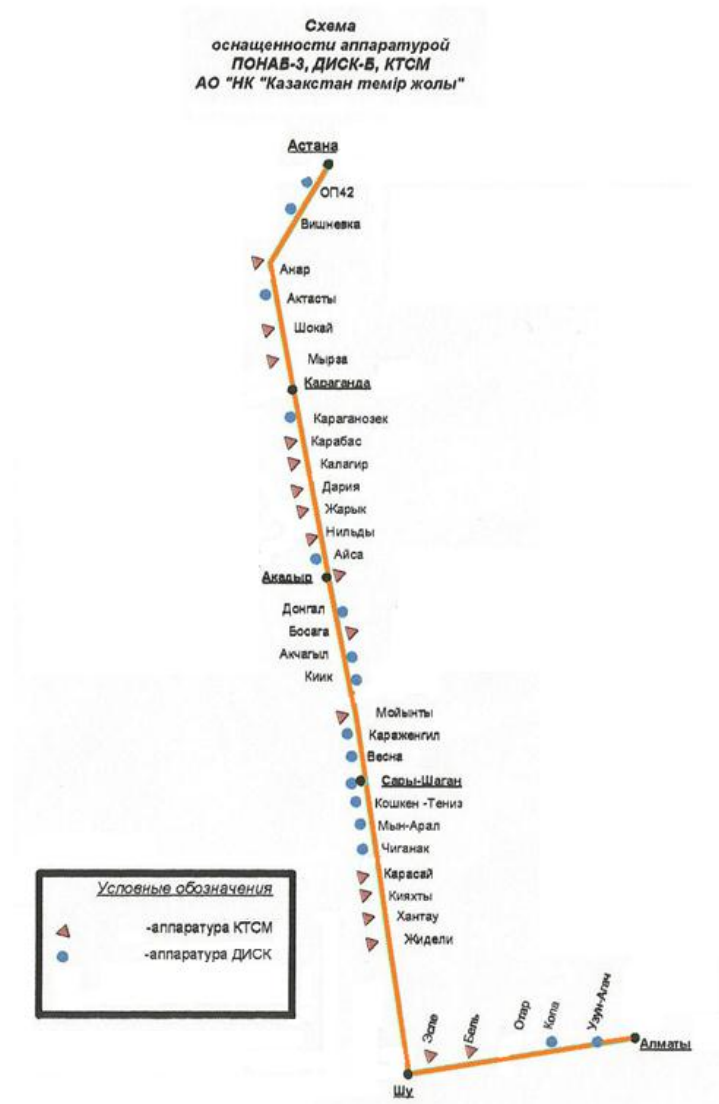 Схема
оснащенности аппаратурой
ПОНАБ-3, ДИСК-Б, КТСМ
АО "НК "Казакстан темiр жолы"
Астана
ОП42
Вишневка
Анар
Актасты
Шокай
Мырза
Караганда
Караганозек
Карабас
Калагир
Дария
Жарык
Нильды
Айса
Акадыр
Донгал
Босага
Акчагыл
Киик
Мойынты
Караженгил
Весна
Сары-Шаган
Кошкен -Тениз
Мын-Арал
Чиганак
Карасай
Кияхты
Хантау
Жидели
Условные обозначения
-аппаратура КТСМ
-аппаратура ДИСК
Эспе
Бель
Отар
Копа
Узун-Агач
Алматы
Шу